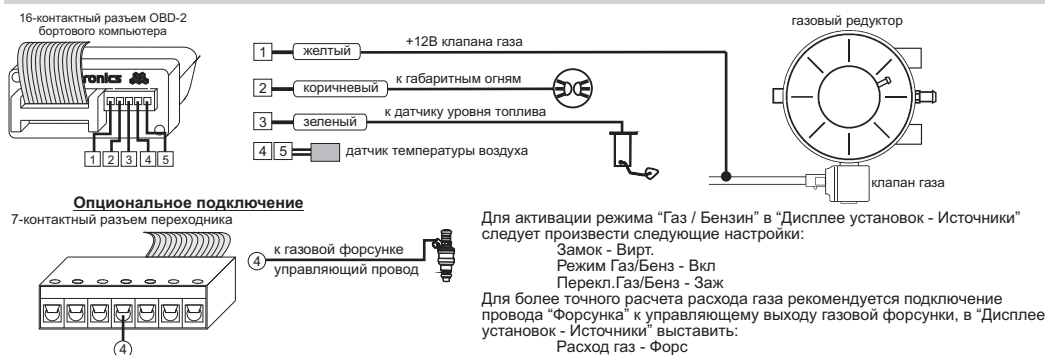 16-контактный разъем OBD-2
бортового компьютера
ronics
1 2 3 4 5
1 желтый +12В клапана газа
2 коричневый к габаритным огням
3 зеленый к датчику уровня топлива
4 5 датчик температуры воздуха
газовый редуктор
клапан газа
Опциональное подключение
7-контактный разъем переходника
4
4 к газовой форсунке
управляющий провод
Для активации режима “Газ / Бензин” в “Дисплее установок - Источники”
следует произвести следующие настройки:
Замок - Вирт.
Режим Газ/Бенз - Вкл
Перекл.Газ/Бенз - Заж
Для более точного расчета расхода газа рекомендуется подключение
провода “Форсунка” к управляющему выходу газовой форсунки, в “Дисплее
установок - Источники” выставить:
Расход газ - Форс